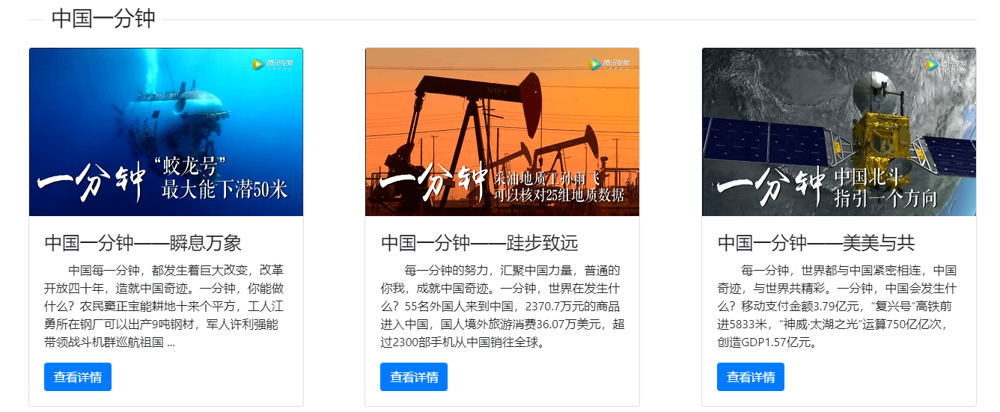 中国一分钟
腾讯视频
一分钟
“蛟龙号”
最大能下潜50米
中国一分钟——瞬息万象
中国每一分钟，都发生着巨大改变，改革
开放四十年，造就中国奇迹。一分钟，你能做
什么？农民窦正宝能耕地十来个平方，工人江
勇所在钢厂可以出产9吨钢材，军人许利强能
带领战斗机群巡航祖国 ...
查看详情
腾讯视频
一分钟
采油地质工孙雨飞
可以核对25组地质数据
中国一分钟——跬步致远
每一分钟的努力，汇聚中国力量，普通的
你我，成就中国奇迹。一分钟，世界在发生什
么？55名外国人来到中国，2370.7万元的商品
进入中国，国人境外旅游消费36.07万美元，超
过2300部手机从中国销往全球。
查看详情
腾讯视频
一分钟
中国北斗
指引一个方向
中国一分钟——美美与共
每一分钟，世界都与中国紧密相连，中国
奇迹，与世界共精彩。一分钟，中国会发生什
么？移动支付金额3.79亿元，“复兴号”高铁前
进5833米，“神威·太湖之光”运算750亿亿次，
创造GDP1.57亿元。
查看详情